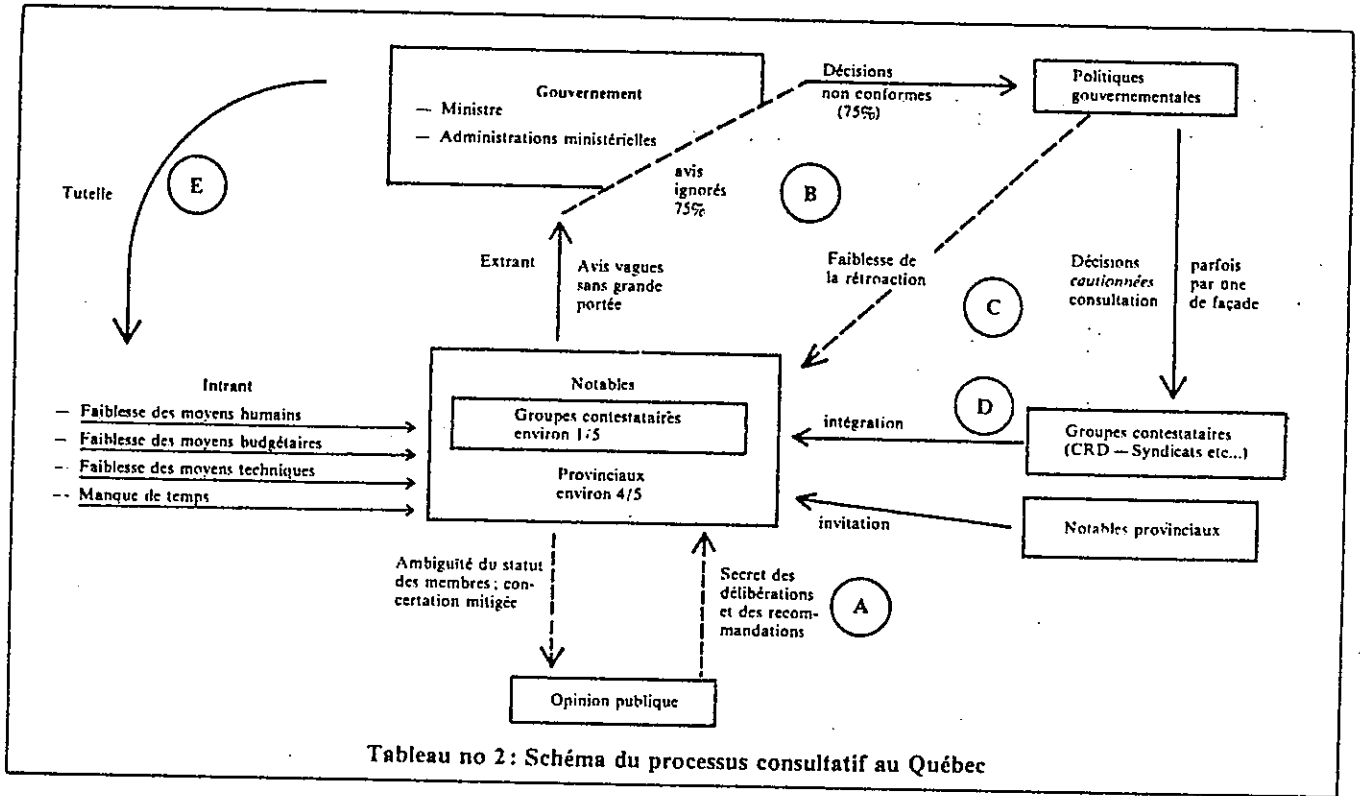 Gouvernement
— Ministre
— Administrations ministérielles
Décisions
non conformes
(75%)
Politiques
gouvernementales
Tutelle
E
avis
ignorés
75%
B
Extrant
Avis vagues
sans grande
portée
Faiblesse de
la rétroaction
C
Décisions
cautionnées
consultation
parfois
par une
de façade
Intrant
— Faiblesse des moyens humains
— Faiblesse des moyens budgétaires
— Faiblesse des moyens techniques
— Manque de temps
Notables
Groupes contestataires
environ 1/5
Provinciaux
environ 4/5
D
intégration
Groupes contestataires
(CRD — Syndicats etc...)
invitation
Notables provinciaux
Ambiguïté du statut
des membres ; con-
certation mitigée
Secret des
délibérations
et des recom-
mandations
A
Opinion publique
Tableau no 2: Schéma du processus consultatif au Québec